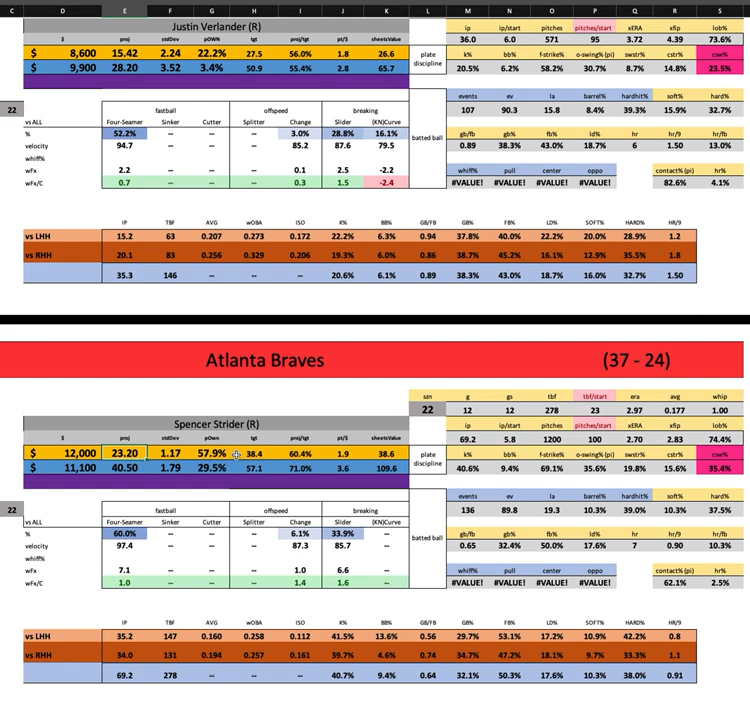 C D E F G H I J K L M N O P Q R S
Justin Verlander (R)
ip ip/start pitches pitches/start xERA xfip lob%
36.0 6.0 571 95 3.72 4.39 73.6%
$ proj stdDev pOWN tgt proj/tgt pt/$ sheetsValue
$ 8,600 15.42 2.24 22.2% 27.5 56.0% 1.8 26.6
plate discipline
k% bb% f-strike% o-swing% (pi) swstr% cstr% csw%
$ 9,900 28.20 3.52 3.4% 50.9 55.4% 2.8 65.7
20.5% 6.2% 58.2% 30.7% 8.7% 14.8% 23.5%
events ev la barrel% hardhit% soft% hard%
22 fastball offspeed breaking
107 90.3 15.8 8.4% 39.3% 15.9% 32.7%
vs ALL Four-Seamer Sinker Cutter Splitter Change Slider (KN)Curve
% 52.2% -- -- -- 3.0% 28.8% 16.1%
batted ball
gb/fb gb% fb% ld% hr hr/9 hr/fb
velocity 94.7 -- -- -- 85.2 87.6 79.5
0.89 38.3% 43.0% 18.7% 6 1.50 13.0%
whiff%
wFx 2.2 -- -- -- 0.1 2.5 -2.2
whiff% pull center oppo contact% (pi) hr%
wFx/C 0.7 -- -- -- 0.3 1.5 -2.4
#VALUE! #VALUE! #VALUE! #VALUE! 82.6% 4.1%
IP TBF AVG wOBA ISO K% BB% GB/FB GB% FB% LD% SOFT% HARD% HR/9
vs LHH 15.2 63 0.207 0.273 0.172 22.2% 6.3% 0.94 37.8% 40.0% 22.2% 20.0% 28.9% 1.2
vs RHH 20.1 83 0.256 0.329 0.206 19.3% 6.0% 0.86 38.7% 45.2% 16.1% 12.9% 35.5% 1.8
35.3 146 -- -- -- 20.6% 6.1% 0.89 38.3% 43.0% 18.7% 16.0% 32.7% 1.50
Atlanta Braves (37 - 24)
szn g gs tbf tbf/start era avg whip
22 12 12 278 23 2.97 0.177 1.00
Spencer Strider (R)
ip ip/start pitches pitches/start xERA xfip lob%
69.2 5.8 1200 100 2.70 2.83 74.4%
$ proj stdDev pOwn tgt proj/tgt pt/$ sheetsValue
$ 12,000 23.20 1.17 57.9% 38.4 60.4% 1.9 38.6
plate discipline
k% bb% f-strike% o-swing% (pi) swstr% cstr% csw%
$ 11,100 40.50 1.79 29.5% 57.1 71.0% 3.6 109.6
40.6% 9.4% 69.1% 35.6% 19.8% 15.6% 35.4%
events ev la barrel% hardhit% soft% hard%
22 fastball offspeed breaking
136 89.8 19.3 10.3% 39.0% 10.3% 37.5%
vs ALL Four-Seamer Sinker Cutter Splitter Change Slider (KN)Curve
% 60.0% -- -- -- 6.1% 33.9% --
batted ball
gb/fb gb% fb% ld% hr hr/9 hr/fb
velocity 97.4 -- -- -- 87.3 85.7 --
0.65 32.4% 50.0% 17.6% 7 0.90 10.3%
whiff%
wFx 7.1 -- -- -- 1.0 6.6 --
whiff% pull center oppo contact% (pi) hr%
wFx/C 1.0 -- -- -- 1.4 1.6 --
#VALUE! #VALUE! #VALUE! #VALUE! 62.1% 2.5%
IP TBF AVG wOBA ISO K% BB% GB/FB GB% FB% LD% SOFT% HARD% HR/9
vs LHH 35.2 147 0.160 0.258 0.112 41.5% 13.6% 0.56 29.7% 53.1% 17.2% 10.9% 42.2% 0.8
vs RHH 34.0 131 0.194 0.257 0.161 39.7% 4.6% 0.74 34.7% 47.2% 18.1% 9.7% 33.3% 1.1
69.2 278 -- -- -- 40.7% 9.4% 0.64 32.1% 50.3% 17.6% 10.3% 38.0% 0.91